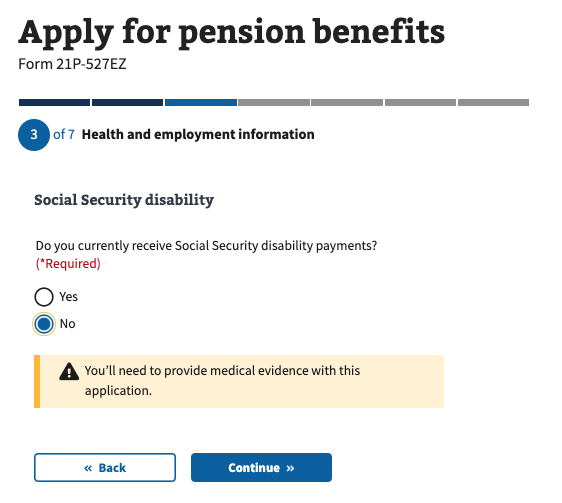 Apply for pension benefits
Form 21P-527EZ
3 of 7 Health and employment information
Social Security disability
Do you currently receive Social Security disability payments?
(*Required)
Yes
No
You’ll need to provide medical evidence with this
application.
« Back
Continue »